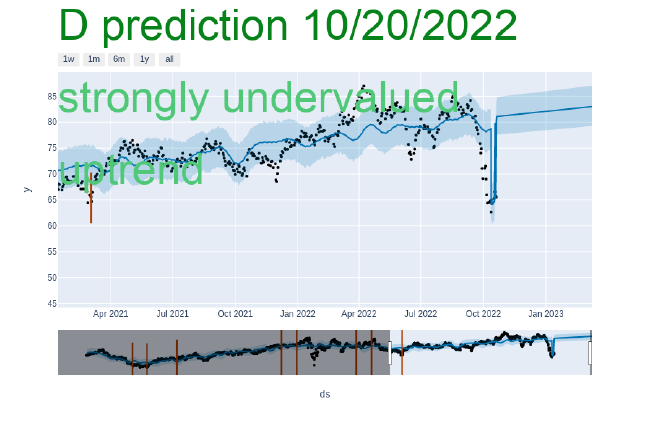 D prediction 10/20/2022
1w 1m 6m 1y all
strongly undervalued
uptrend
85
80
75
70
65
60
55
50
45
y
Apr 2021 Jul 2021 Oct 2021 Jan 2022 Apr 2022 Jul 2022 Oct 2022 Jan 2023
ds